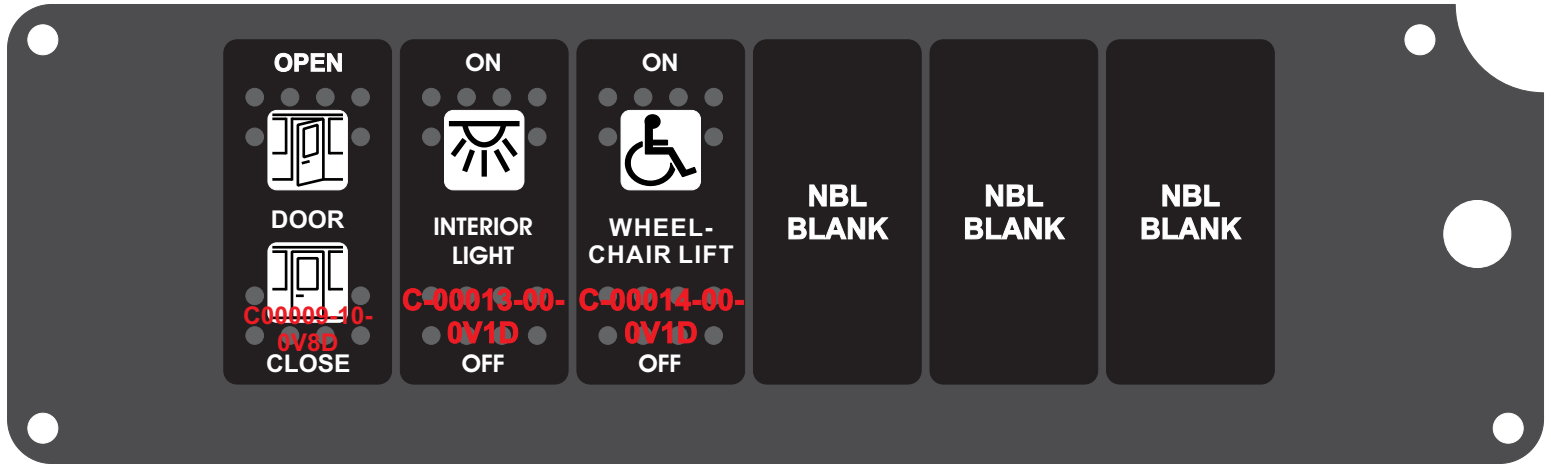 OPEN
DOOR
C00009-10-
0V8D
CLOSE
ON
INTERIOR
LIGHT
C-00013-00-
0V1D
OFF
ON
WHEEL-
CHAIR LIFT
C-00014-00-
0V1D
OFF
NBL
BLANK
NBL
BLANK
NBL
BLANK